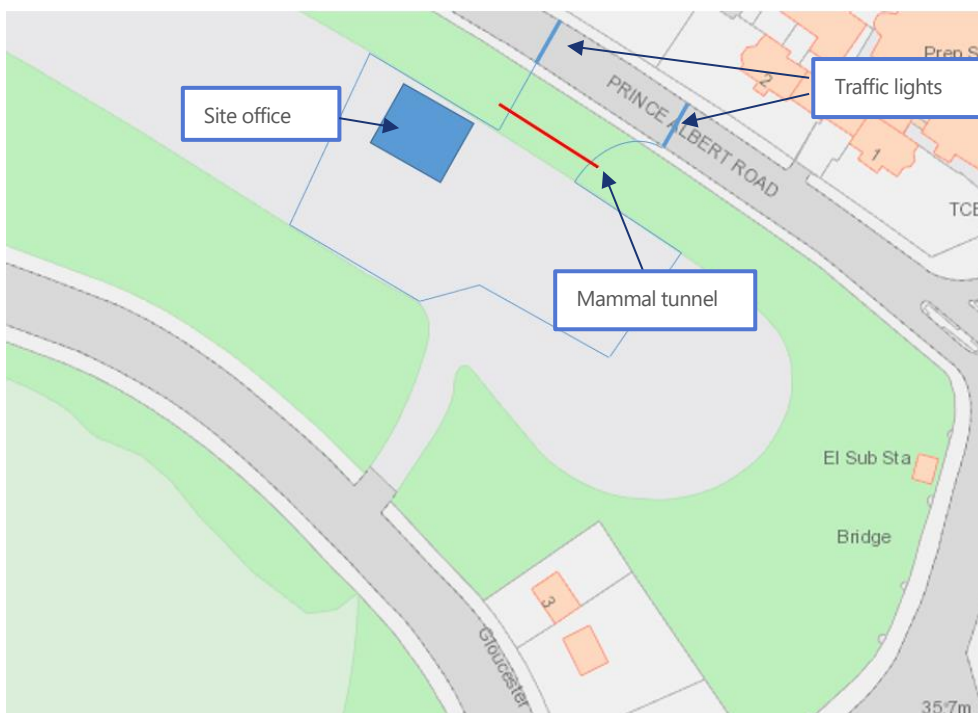 Prep S
2
Traffic lights
Site office
PRINCE ALBERT ROAD
1
TCB
Mammal tunnel
El Sub Sta
Bridge
3
Gloucester
35.7m